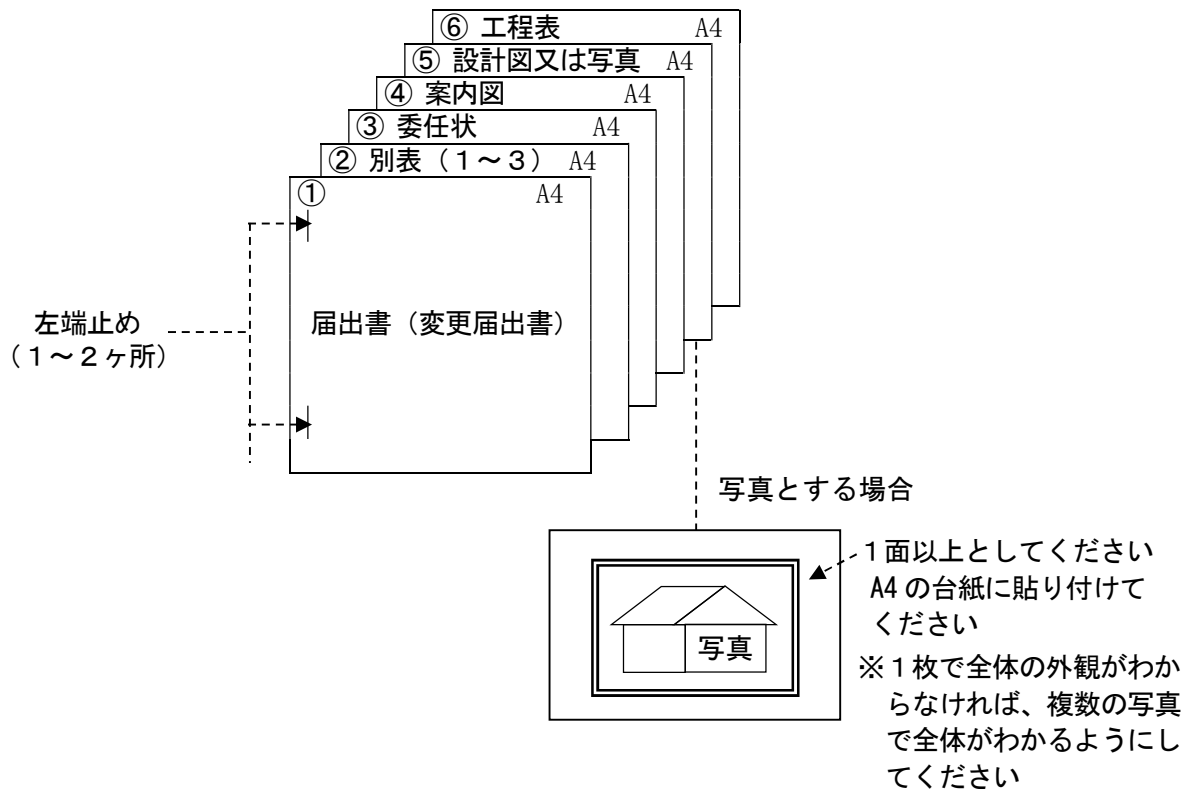 ⑥ 工程表 A4
⑤ 設計図又は写真 A4
④ 案内図 A4
③ 委任状 A4
② 別表（１～３） A4
① A4
届出書（変更届出書）
左端止め
（１～２ヶ所）
写真とする場合
写真
１面以上としてください
A4の台紙に貼り付けて
ください
※１枚で全体の外観がわか
らなければ、複数の写真
で全体がわかるようにし
てください